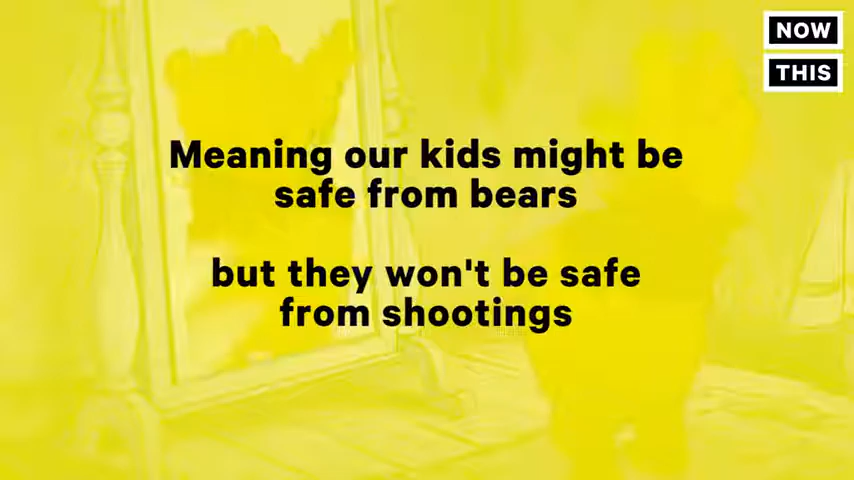 NOW
THIS
Meaning our kids might be
safe from bears
but they won't be safe
from shootings